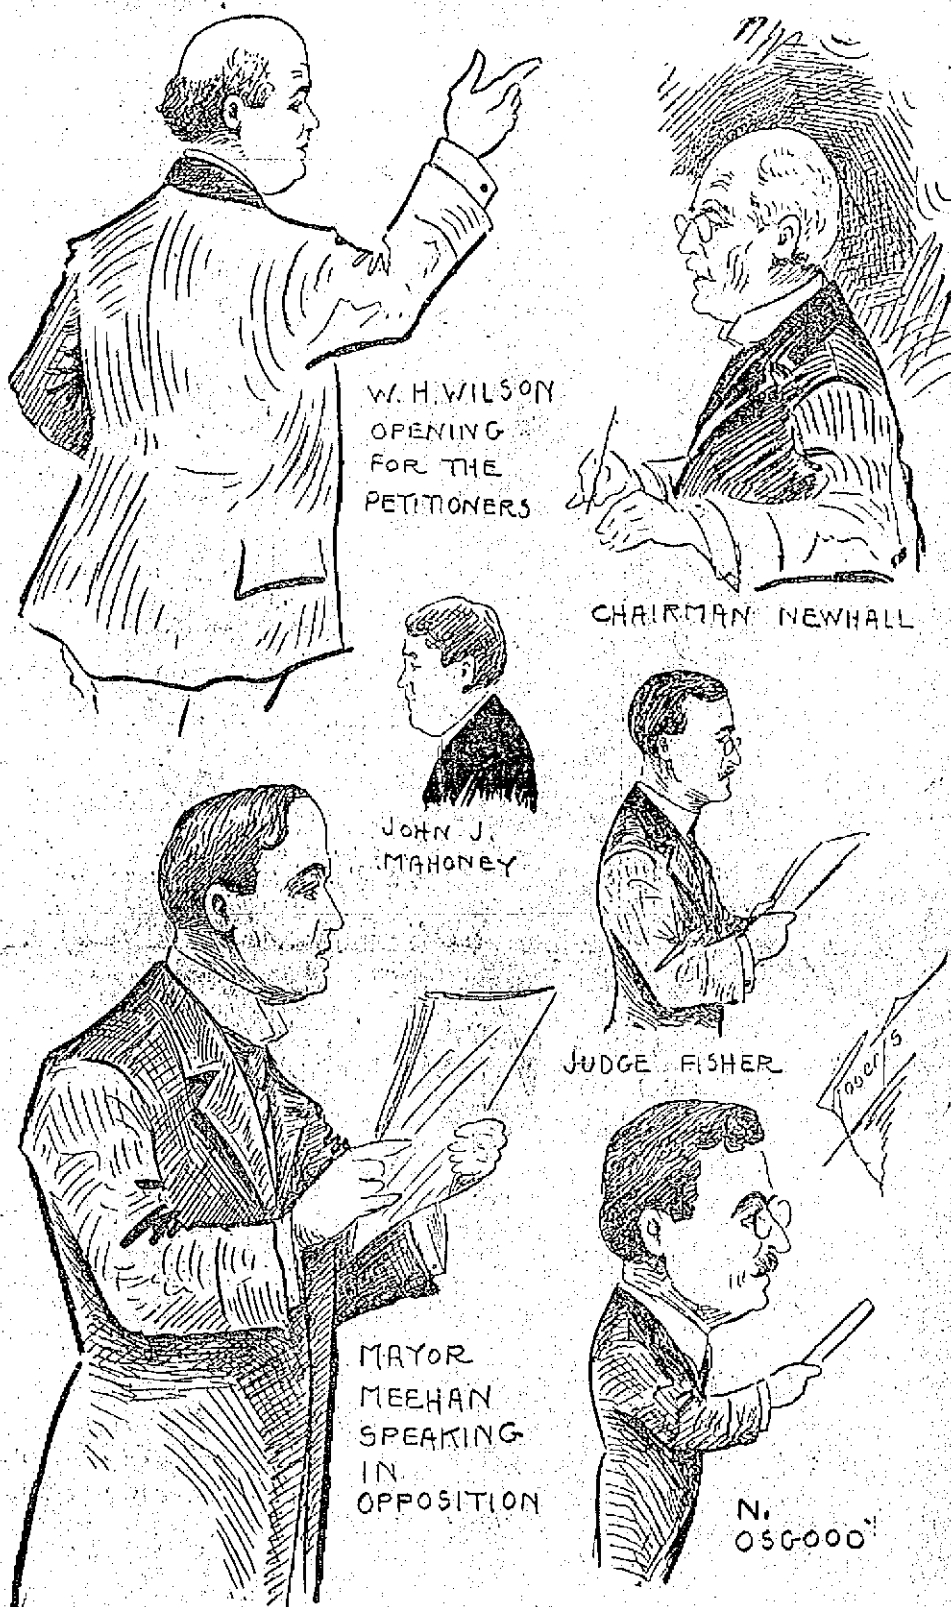 W. H. WILSON
OPENING
FOR THE
PETITIONERS
CHAIRMAN NEWHALL
JOHN J.
MAHONEY
JUDGE FISHER
MAYOR
MEEHAN
SPEAKING
IN
OPPOSITION
N.
OSGOOD